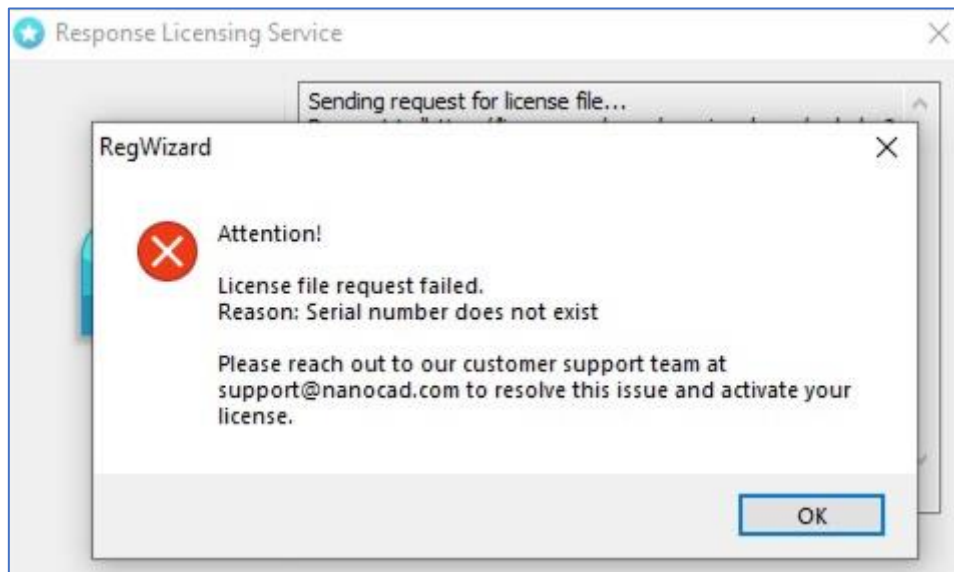 Response Licensing Service
Sending request for license file...
RegWizard
Attention!
License file request failed.
Reason: Serial number does not exist
Please reach out to our customer support team at
support@nanocad.com to resolve this issue and activate your
license.
OK